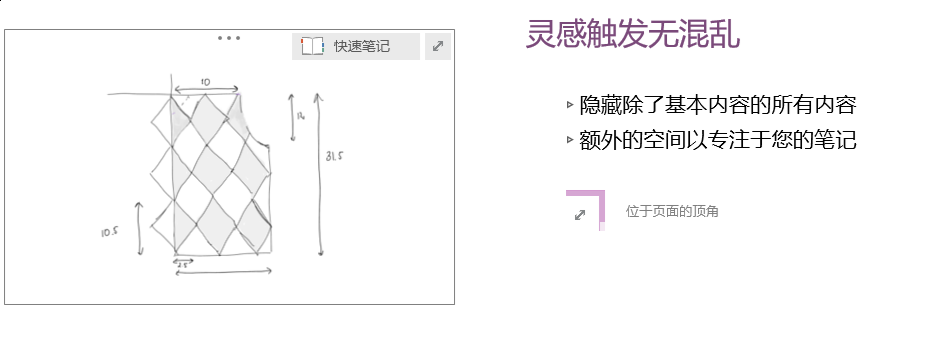 快速笔记
10
31.5
10.5
2.5
灵感触发无混乱
隐藏除了基本内容的所有内容
额外的空间以专注于您的笔记
位于页面的顶角